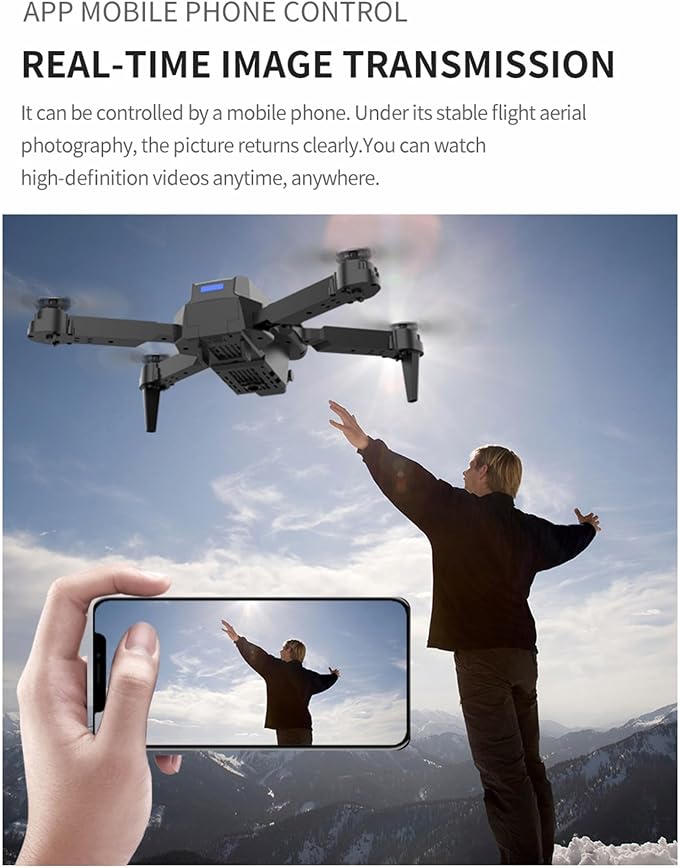 APP MOBILE PHONE CONTROL
REAL-TIME IMAGE TRANSMISSION
It can be controlled by a mobile phone. Under its stable flight aerial
photography, the picture returns clearly.You can watch
high-definition videos anytime, anywhere.